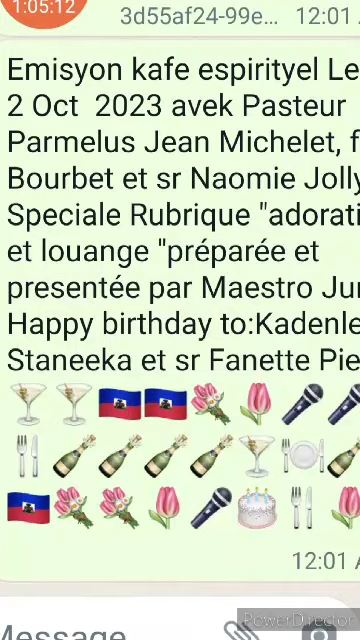 1:05:12
3d55af24-99e... 12:01
Emisyon kafe espirityel Le
2 Oct 2023 avek Pasteur
Parmelus Jean Michelet, f
Bourbet et sr Naomie Jolly
Speciale Rubrique "adorati
et louange "préparée et
presentée par Maestro Jun
Happy birthday to:Kadenle
Staneeka et sr Fanette Pie
12:01 A
Message
PowerDirector